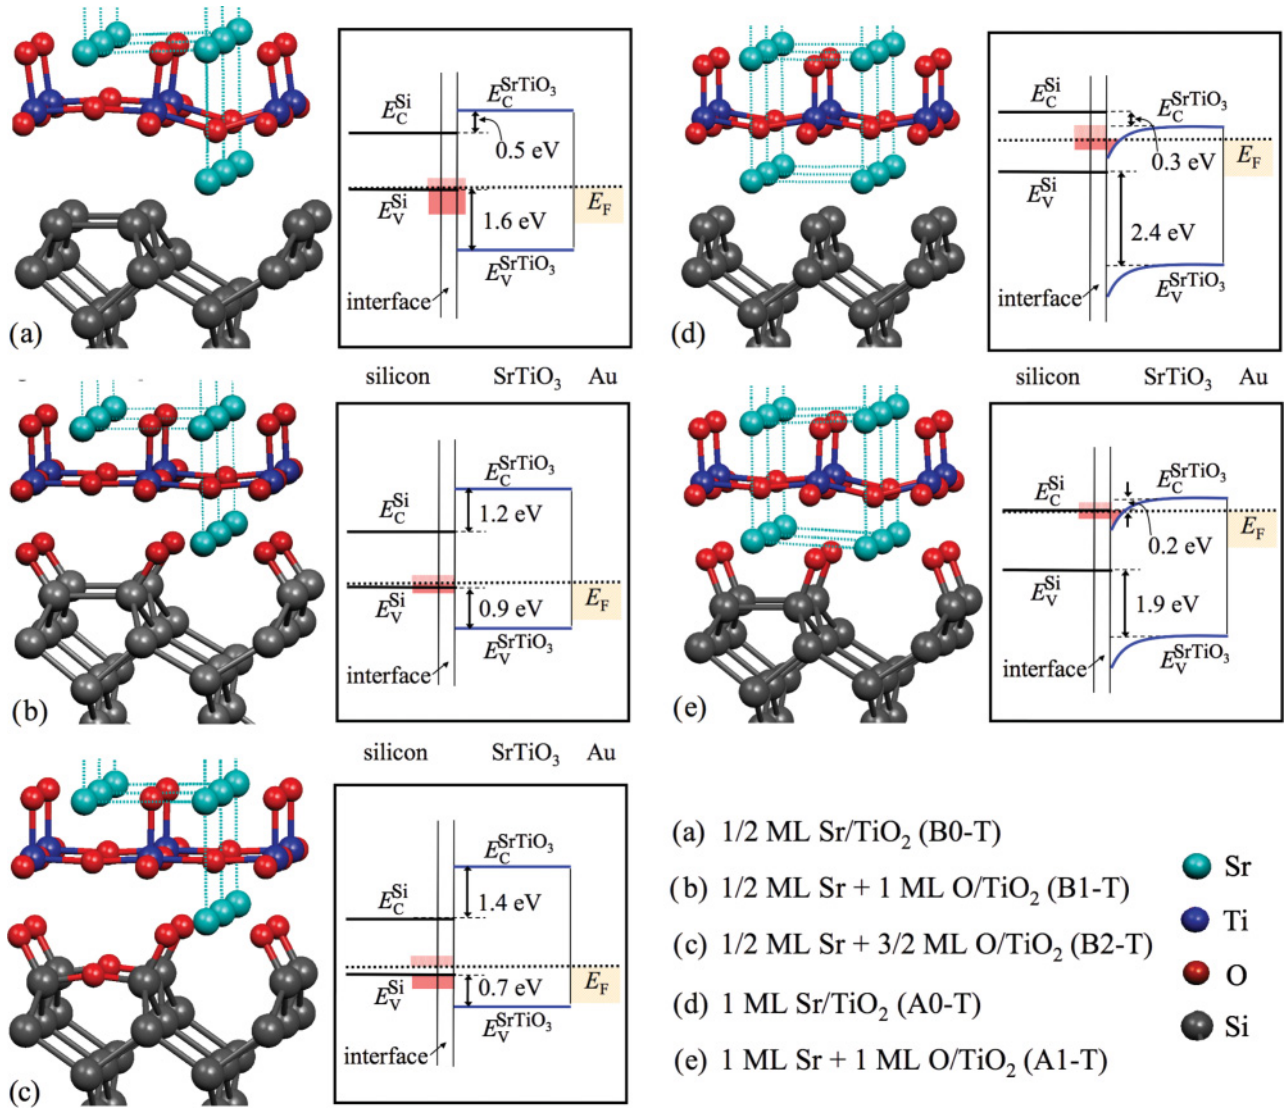 E_C^Si
E_C^SrTiO3
0.5 eV
E_V^Si
1.6 eV
E_F
E_V^SrTiO3
interface
(a)
silicon SrTiO3 Au
E_C^SrTiO3
E_C^Si
1.2 eV
E_V^Si
0.9 eV
E_F
E_V^SrTiO3
interface
(b)
silicon SrTiO3 Au
E_C^SrTiO3
E_C^Si
1.4 eV
E_V^Si
0.7 eV
E_F
E_V^SrTiO3
interface
(c)
E_C^Si
E_C^SrTiO3
0.3 eV
E_F
E_V^Si
2.4 eV
E_V^SrTiO3
interface
(d)
silicon SrTiO3 Au
E_C^Si
E_C^SrTiO3
0.2 eV
E_F
E_V^Si
1.9 eV
E_V^SrTiO3
interface
(e)
(a) 1/2 ML Sr/TiO2 (B0-T)
(b) 1/2 ML Sr + 1 ML O/TiO2 (B1-T)
(c) 1/2 ML Sr + 3/2 ML O/TiO2 (B2-T)
(d) 1 ML Sr/TiO2 (A0-T)
(e) 1 ML Sr + 1 ML O/TiO2 (A1-T)
Sr
Ti
O
Si